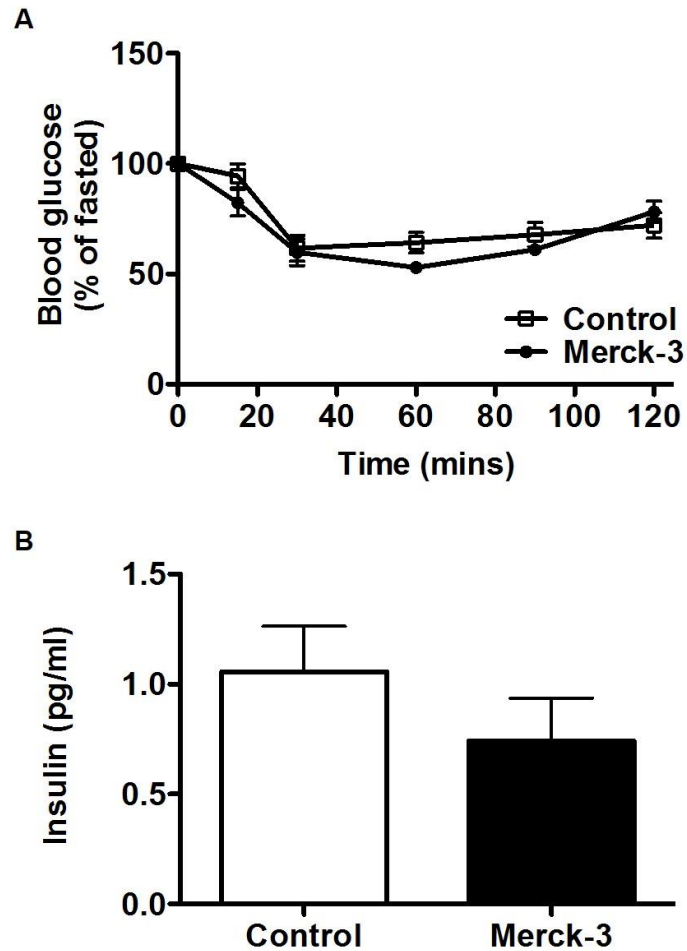 A
150
100
50
0
Blood glucose
(% of fasted)
Control
Merck-3
0 20 40 60 80 100 120
Time (mins)
B
1.5
1.0
0.5
0.0
Insulin (pg/ml)
Control Merck-3